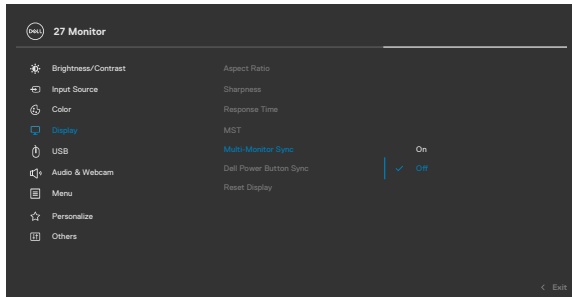 DELL
27 Monitor
Brightness/Contrast
Input Source
Color
Display
USB
Audio & Webcam
Menu
Personalize
Others
Aspect Ratio
Sharpness
Response Time
MST
Multi-Monitor Sync
Dell Power Button Sync
Reset Display
On
Off
Exit